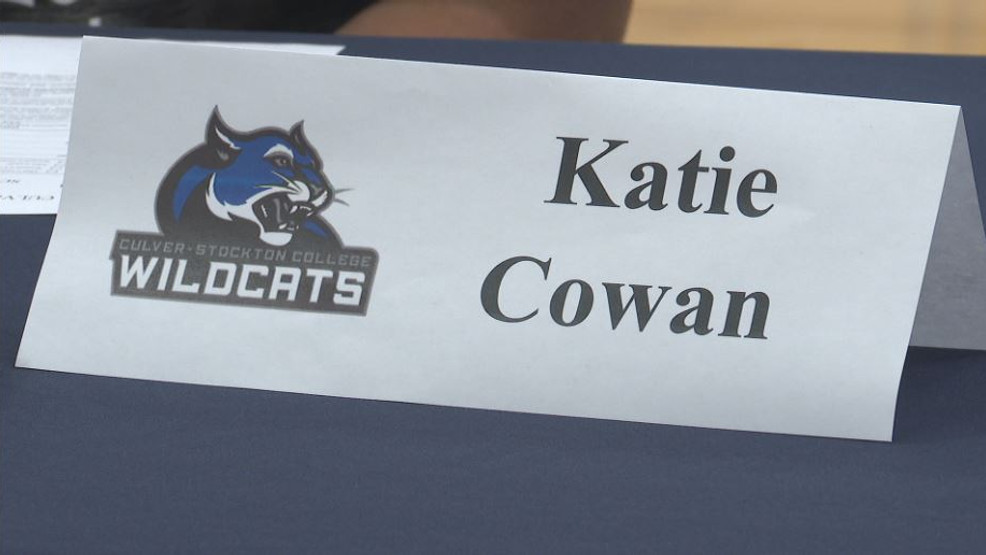 Katie
Cowan
CULVER-STOCKTON COLLEGE
WILDCATS